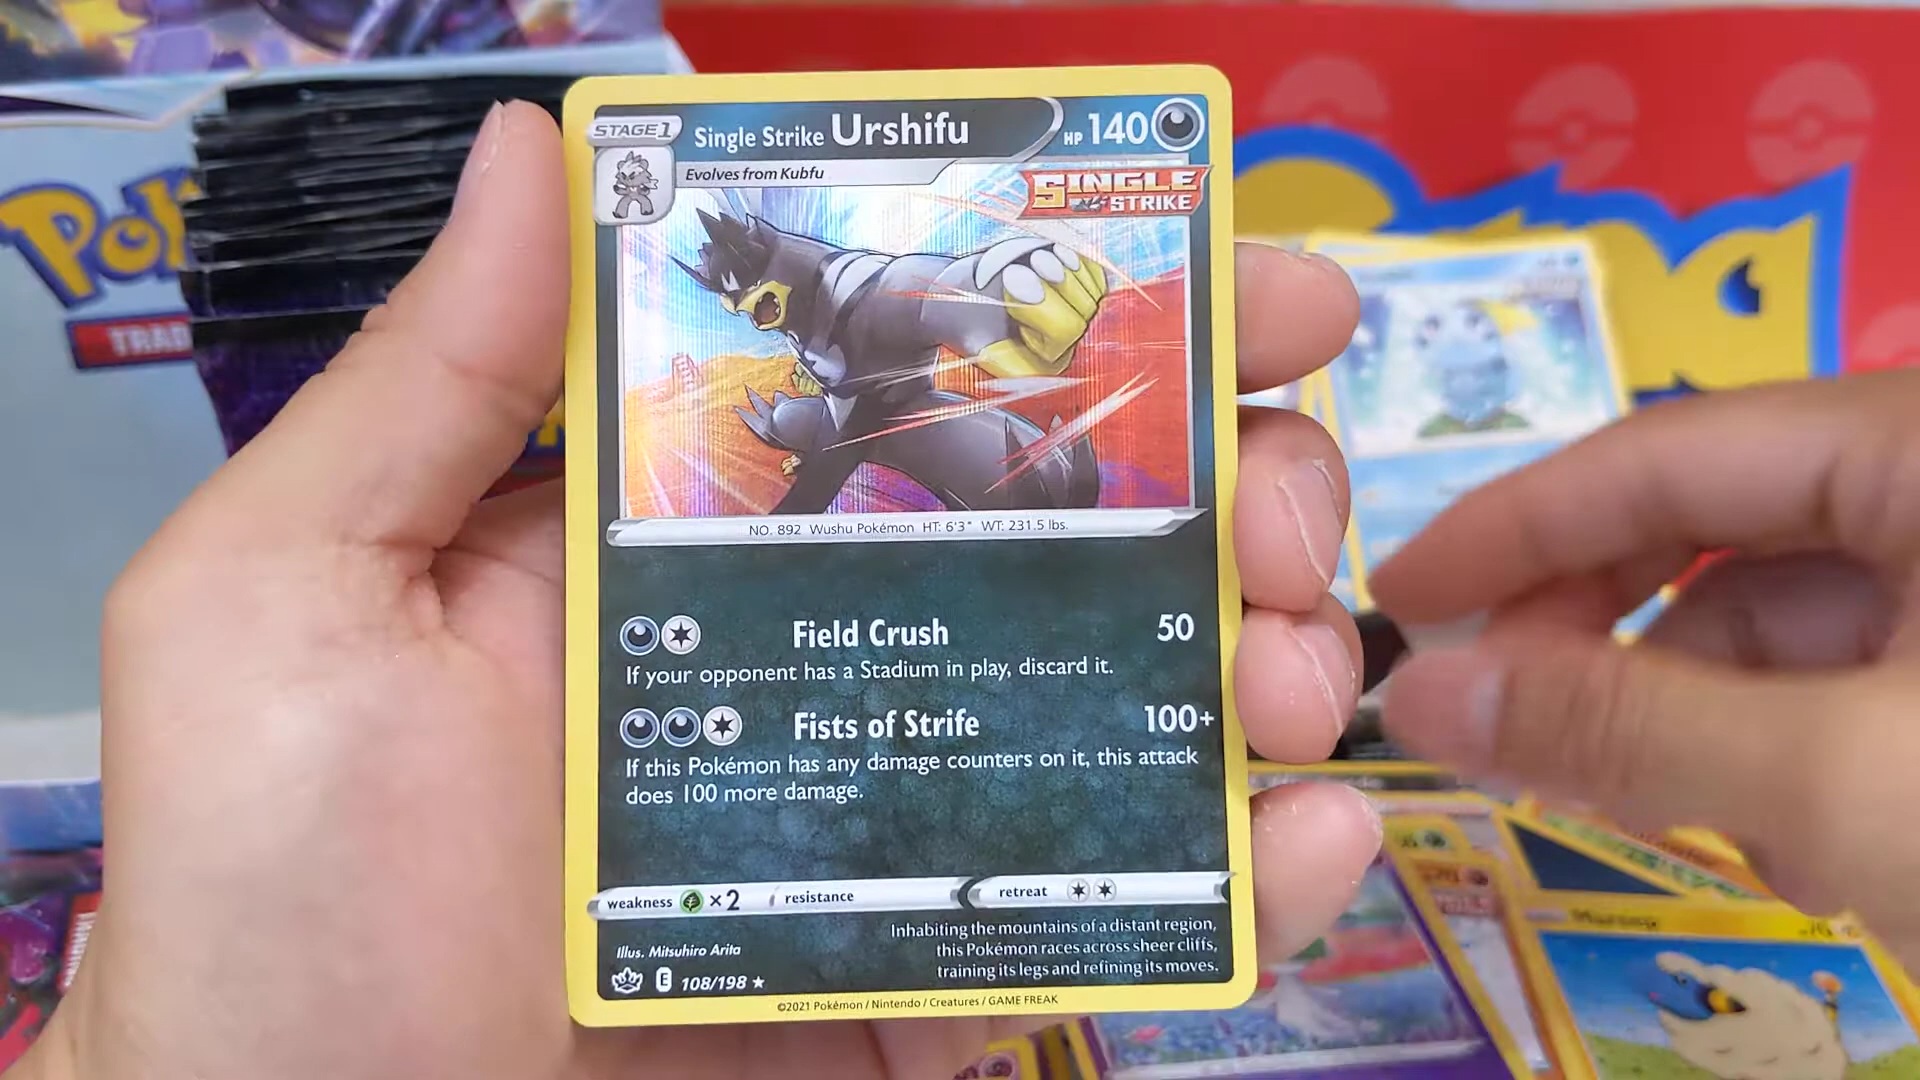 STAGE 1
Single Strike Urshifu
HP 140
Evolves from Kubfu
SINGLE
STRIKE
NO. 892 Wushu Pokémon HT: 6'3" WT: 231.5 lbs.
Field Crush 50
If your opponent has a Stadium in play, discard it.
Fists of Strife 100+
If this Pokémon has any damage counters on it, this attack
does 100 more damage.
weakness ×2 resistance retreat
Inhabiting the mountains of a distant region,
this Pokémon races across sheer cliffs,
training its legs and refining its moves.
Illus. Mitsuhiro Arita
E 108/198 ★
©2021 Pokémon / Nintendo / Creatures / GAME FREAK
Pok
TRAD
Mareep